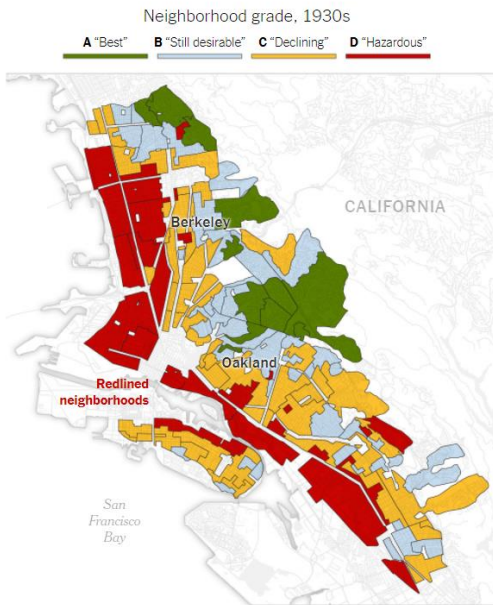 Neighborhood grade, 1930s
A “Best” B “Still desirable” C “Declining” D “Hazardous”
CALIFORNIA
Berkeley
Oakland
Redlined
neighborhoods
San
Francisco
Bay